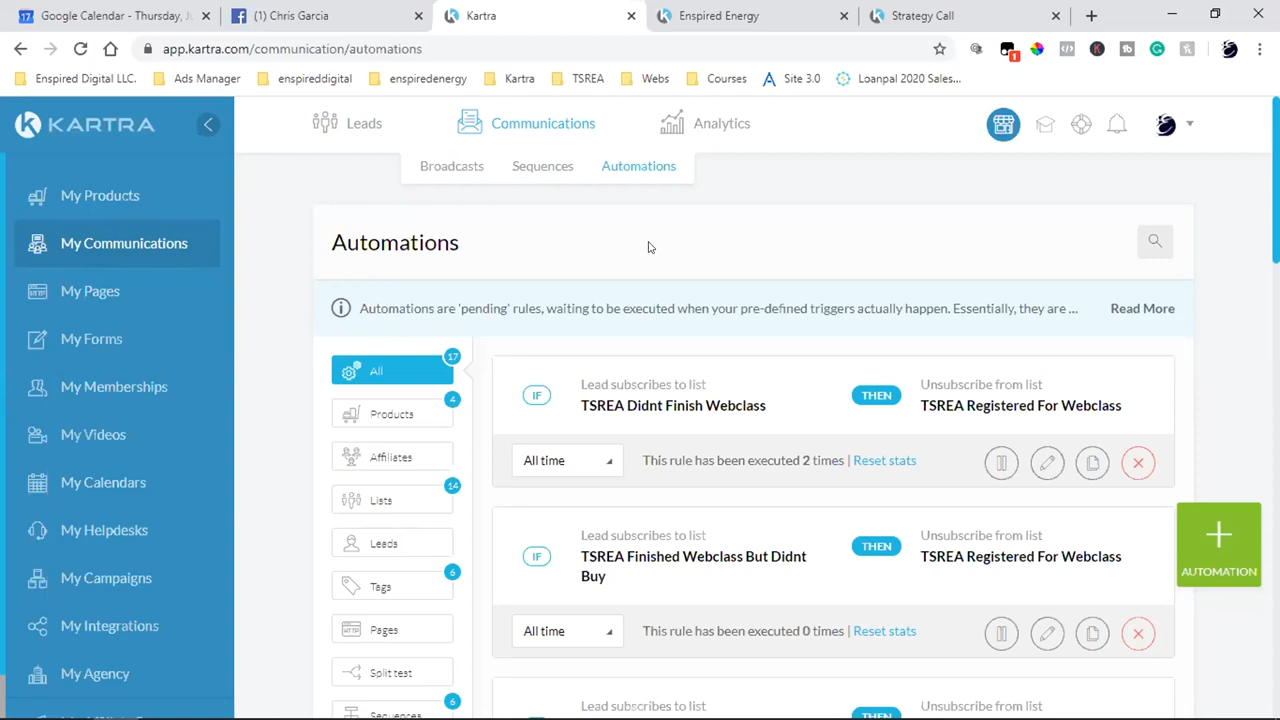 Google Calendar - Thursday, Ju
(1) Chris Garcia
Kartra
Enspired Energy
Strategy Call
app.kartra.com/communication/automations
1
Enspired Digital LLC.
Ads Manager
enspireddigital
enspiredenergy
Kartra
TSREA
Webs
Courses
Site 3.0
Loanpal 2020 Sales...
KARTRA
Leads
Communications
Analytics
Broadcasts
Sequences
Automations
My Products
My Communications
My Pages
My Forms
My Memberships
My Videos
My Calendars
My Helpdesks
My Campaigns
My Integrations
My Agency
Automations
Automations are 'pending' rules, waiting to be executed when your pre-defined triggers actually happen. Essentially, they are ...
Read More
All
17
Products
4
Affiliates
Lists
14
Leads
Tags
6
Pages
Split test
Sequences
6
IF
Lead subscribes to list
TSREA Didnt Finish Webclass
THEN
Unsubscribe from list
TSREA Registered For Webclass
All time
This rule has been executed 2 times | Reset stats
IF
Lead subscribes to list
TSREA Finished Webclass But Didnt
Buy
THEN
Unsubscribe from list
TSREA Registered For Webclass
All time
This rule has been executed 0 times | Reset stats
Lead subscribes to list
THEN
Unsubscribe from list
AUTOMATION